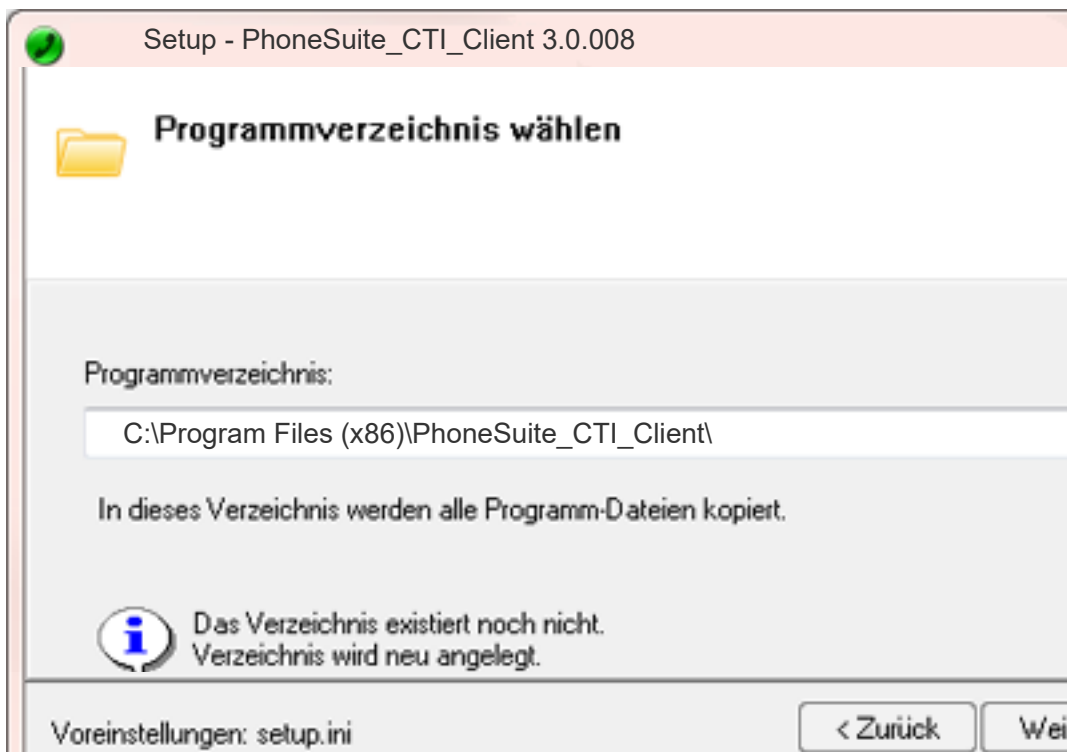 Setup - PhoneSuite_CTI_Client 3.0.008
Programmverzeichnis wählen
Programmverzeichnis:
C:\Program Files (x86)\PhoneSuite_CTI_Client\
In dieses Verzeichnis werden alle Programm-Dateien kopiert.
Das Verzeichnis existiert noch nicht.
Verzeichnis wird neu angelegt.
Voreinstellungen: setup.ini
< Zurück
Wei